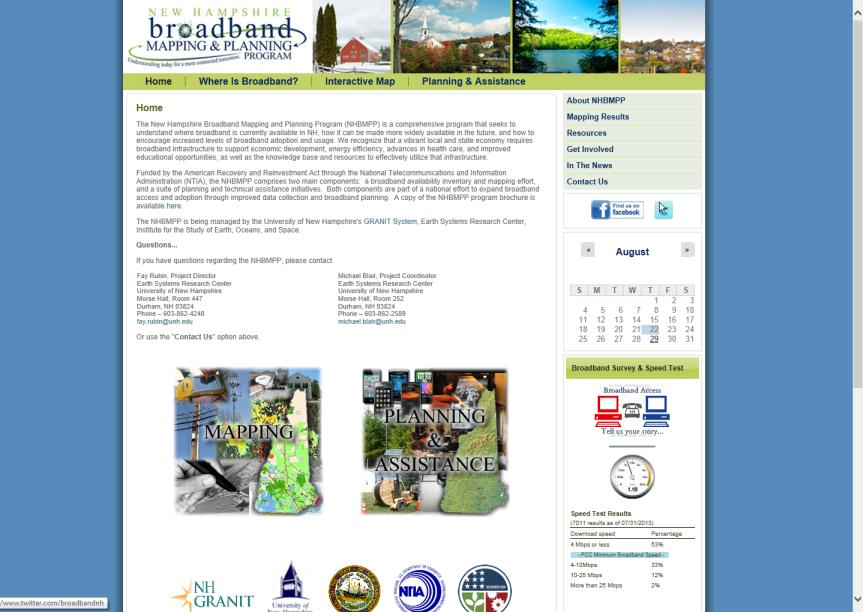 NEW HAMPSHIRE
broadband
MAPPING & PLANNING
PROGRAM
Understanding today for a more connected tomorrow.
Home | Where Is Broadband? | Interactive Map | Planning & Assistance
Home
The New Hampshire Broadband Mapping and Planning Program (NHBMPP) is a comprehensive program that seeks to
understand where broadband is currently available in NH, how it can be made more widely available in the future, and how to
encourage increased levels of broadband adoption and usage. We recognize that a vibrant local and state economy requires
broadband infrastructure to support economic development, energy efficiency, advances in health care, and improved
educational opportunities, as well as the knowledge base and resources to effectively utilize that infrastructure.
Funded by the American Recovery and Reinvestment Act through the National Telecommunications and Information
Administration (NTIA), the NHBMPP comprises two main components: a broadband availability inventory and mapping effort,
and a suite of planning and technical assistance initiatives. Both components are part of a national effort to expand broadband
access and adoption through improved data collection and broadband planning. A copy of the NHBMPP program brochure is
available here.
The NHBMPP is being managed by the University of New Hampshire's GRANIT System, Earth Systems Research Center,
Institute for the Study of Earth, Oceans, and Space.
Questions...
If you have questions regarding the NHBMPP, please contact:
Fay Rubin, Project Director
Earth Systems Research Center
University of New Hampshire
Morse Hall, Room 447
Durham, NH 03824
Phone – 603-862-4240
fay.rubin@unh.edu
Michael Blair, Project Coordinator
Earth Systems Research Center
University of New Hampshire
Morse Hall, Room 252
Durham, NH 03824
Phone – 603-862-2589
michael.blair@unh.edu
Or use the "Contact Us" option above.
MAPPING
PLANNING
&
ASSISTANCE
NH
GRANIT
University of
New Hampshire
NTIA
About NHBMPP
Mapping Results
Resources
Get Involved
In The News
Contact Us
Find us on
facebook
« August »
S M T W T F S
1 2 3
4 5 6 7 8 9 10
11 12 13 14 15 16 17
18 19 20 21 22 23 24
25 26 27 28 29 30 31
Broadband Survey & Speed Test
Broadband Access
Tell us your story...
1.10
Speed Test Results
(7011 results as of 07/31/2013)
Download speed Percentage
4 Mbps or less 53%
- FCC Minimum Broadband Speed -
4-10Mbps 33%
10-25 Mbps 12%
More than 25 Mbps 2%
/www.twitter.com/broadbandnh